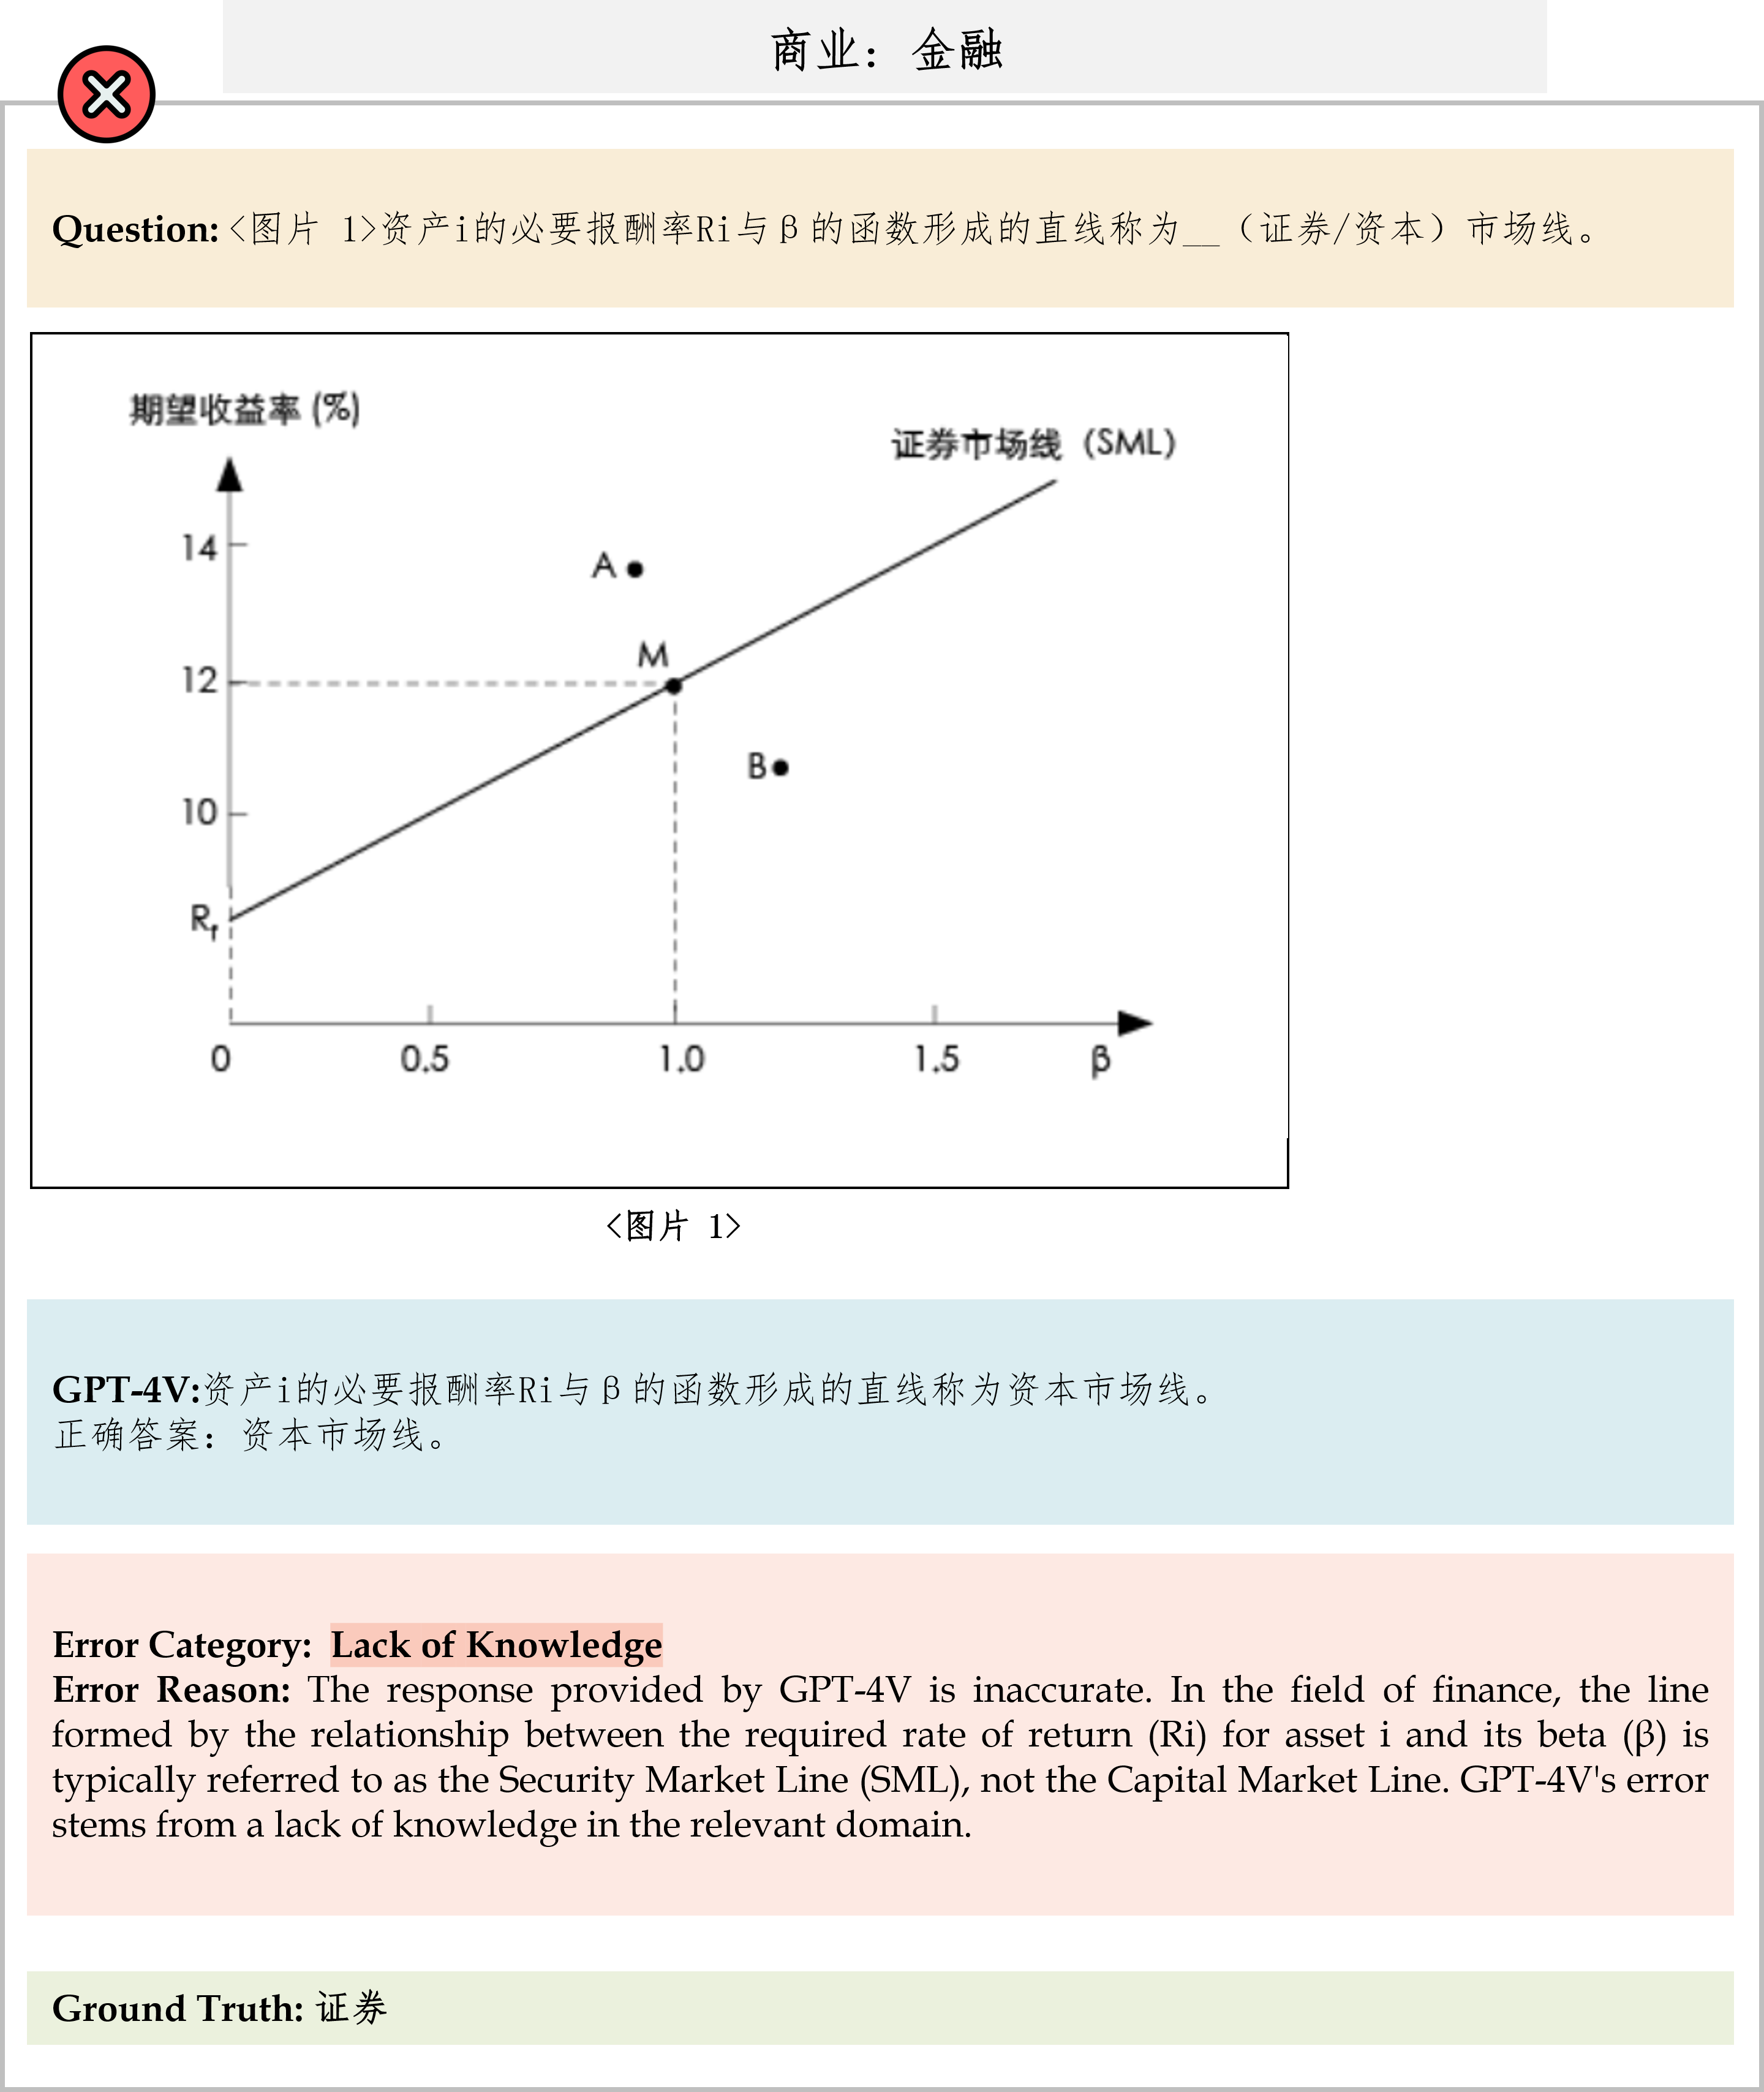 商业：金融
Question: <图片 1>资产i的必要报酬率Ri与β的函数形成的直线称为__（证券/资本）市场线。
期望收益率 (%)
证券市场线（SML）
14
A
M
12
B
10
Rf
0 0.5 1.0 1.5 β
<图片 1>
GPT-4V:资产i的必要报酬率Ri与β的函数形成的直线称为资本市场线。
正确答案：资本市场线。
Error Category: Lack of Knowledge
Error Reason: The response provided by GPT-4V is inaccurate. In the field of finance, the line
formed by the relationship between the required rate of return (Ri) for asset i and its beta (β) is
typically referred to as the Security Market Line (SML), not the Capital Market Line. GPT-4V's error
stems from a lack of knowledge in the relevant domain.
Ground Truth: 证券